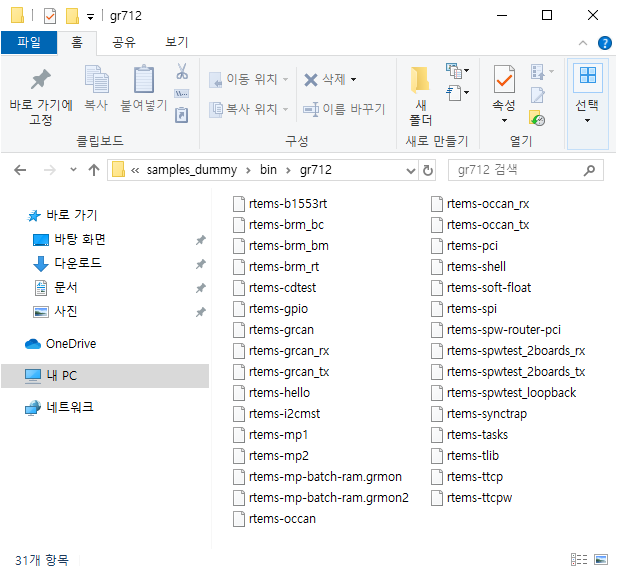 gr712
파일 홈 공유 보기
바로 가기에 고정
복사
붙여넣기
클립보드
이동 위치
복사 위치
삭제
이름 바꾸기
구성
새 폴더
새로 만들기
속성
열기
선택
samples_dummy bin gr712
gr712 검색
바로 가기
바탕 화면
다운로드
문서
사진
OneDrive
내 PC
네트워크
rtems-b1553rt
rtems-brm_bc
rtems-brm_bm
rtems-brm_rt
rtems-cdtest
rtems-gpio
rtems-grcan
rtems-grcan_rx
rtems-grcan_tx
rtems-hello
rtems-i2cmst
rtems-mp1
rtems-mp2
rtems-mp-batch-ram.grmon
rtems-mp-batch-ram.grmon2
rtems-occan
rtems-occan_rx
rtems-occan_tx
rtems-pci
rtems-shell
rtems-soft-float
rtems-spi
rtems-spw-router-pci
rtems-spwtest_2boards_rx
rtems-spwtest_2boards_tx
rtems-spwtest_loopback
rtems-synctrap
rtems-tasks
rtems-tlib
rtems-ttcp
rtems-ttcpw
31개 항목